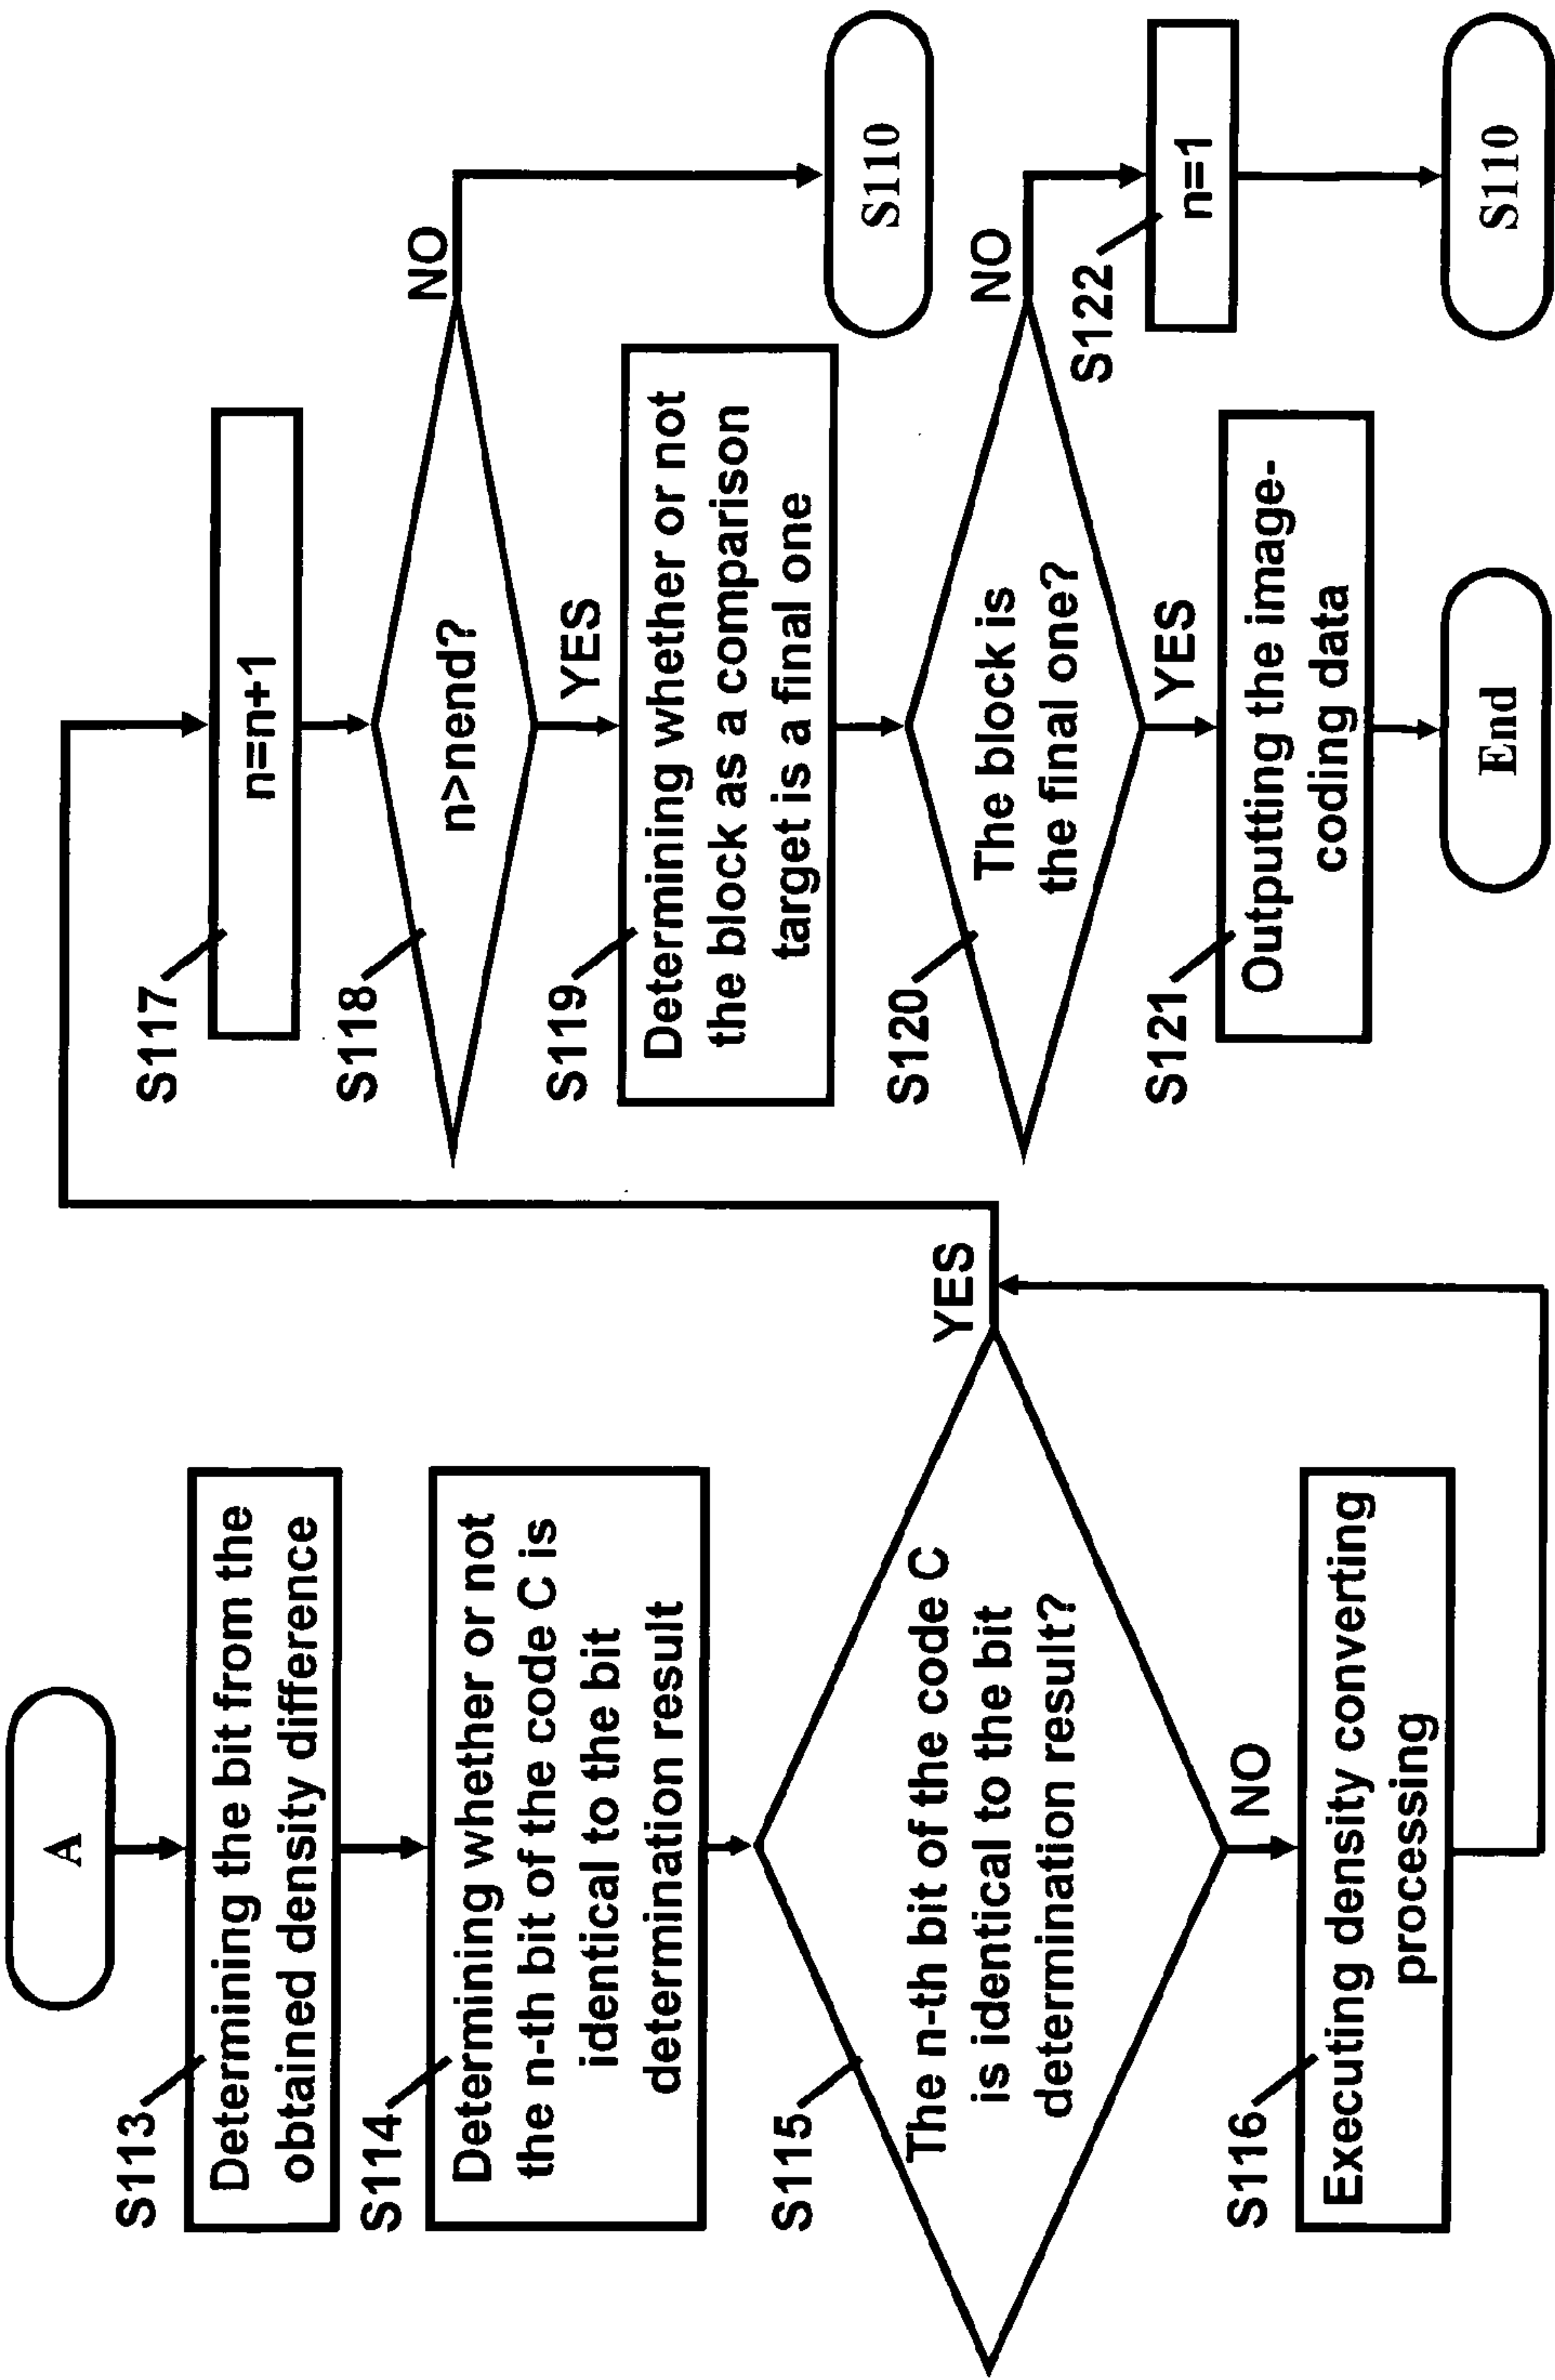 A
S113
Determining the bit from the
obtained density difference
S114
Determining whether or not
the n-th bit of the code C is
identical to the bit
determination result
S115
The n-th bit of the code C
is identical to the bit
determination result?
YES
NO
S116
Executing density converting
processing
S117
n=n+1
S118
n>nend?
NO
S110
YES
S119
Determining whether or not
the block as a comparison
target is a final one
S120
The block is
the final one?
NO
S122
n=1
S110
YES
S121
Outputting the image-
coding data
End